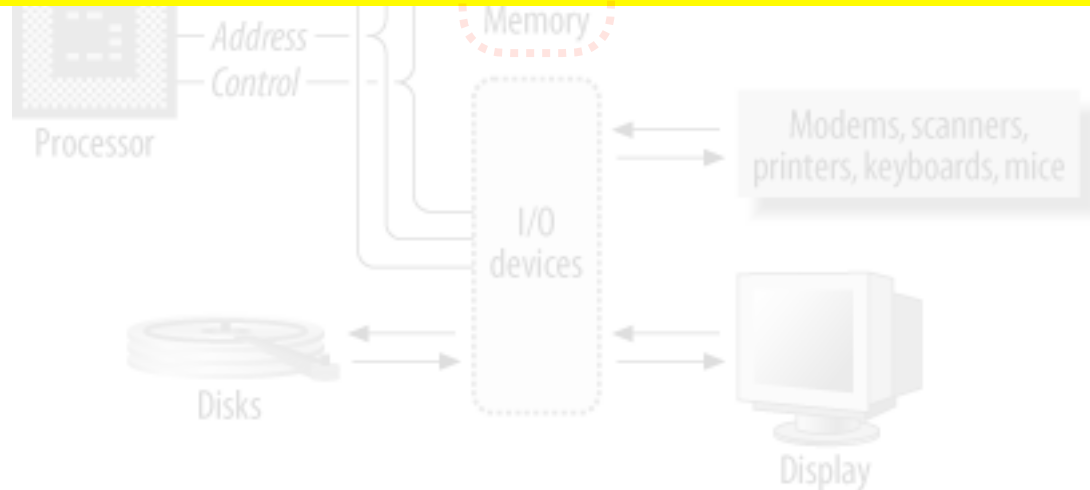 Address
Memory
Control
Processor
Modems, scanners,
printers, keyboards, mice
I/O
devices
Disks
Display